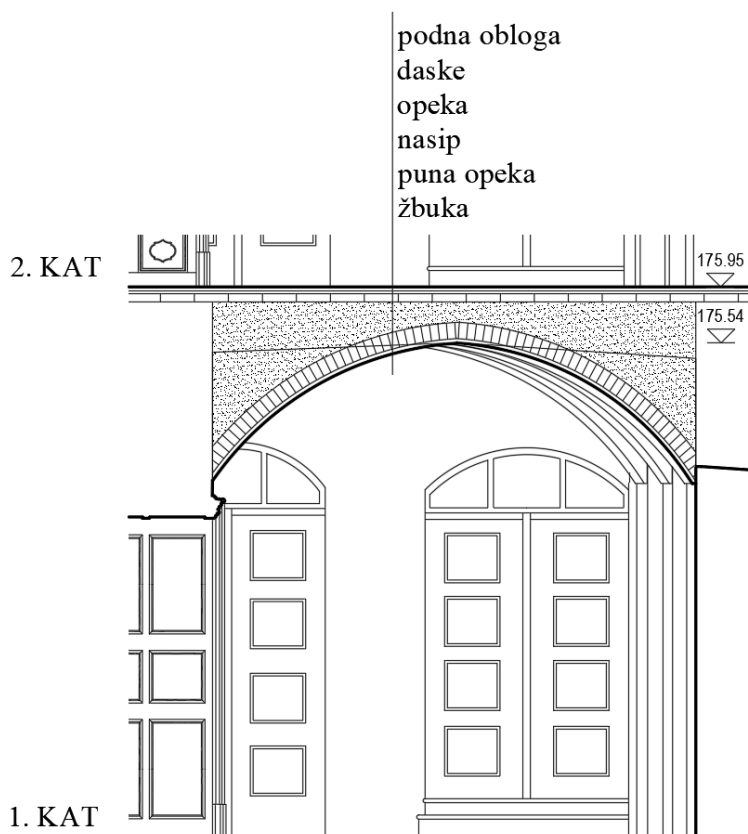 podna obloga
daske
opeka
nasip
puna opeka
žbuka
2. KAT
175.95
175.54
1. KAT